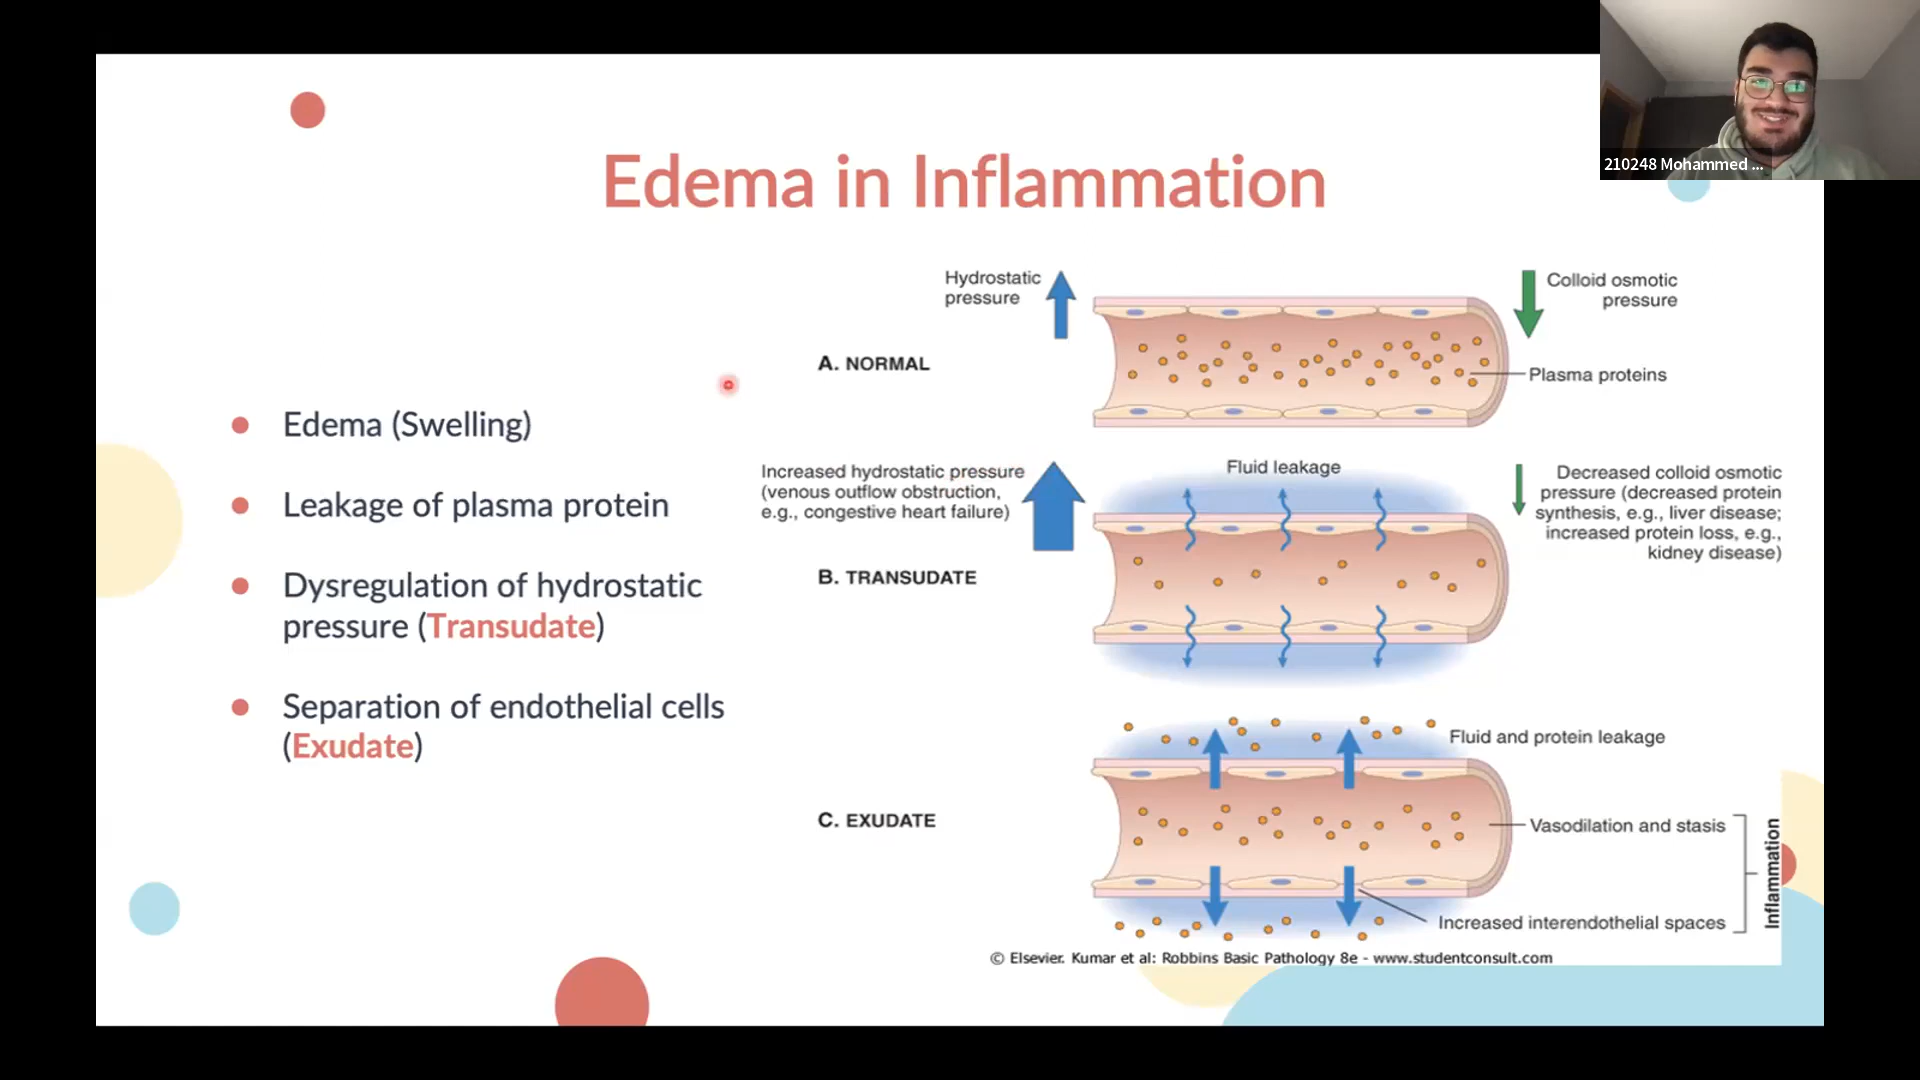 210248 Mohammed ...
Edema in Inflammation
Edema (Swelling)
Leakage of plasma protein
Dysregulation of hydrostatic
pressure (Transudate)
Separation of endothelial cells
(Exudate)
Hydrostatic
pressure
Colloid osmotic
pressure
A. NORMAL
Plasma proteins
Increased hydrostatic pressure
(venous outflow obstruction,
e.g., congestive heart failure)
Fluid leakage
Decreased colloid osmotic
pressure (decreased protein
synthesis, e.g., liver disease;
increased protein loss, e.g.,
kidney disease)
B. TRANSUDATE
Fluid and protein leakage
C. EXUDATE
Vasodilation and stasis
Increased interendothelial spaces
Inflammation
© Elsevier. Kumar et al: Robbins Basic Pathology 8e - www.studentconsult.com